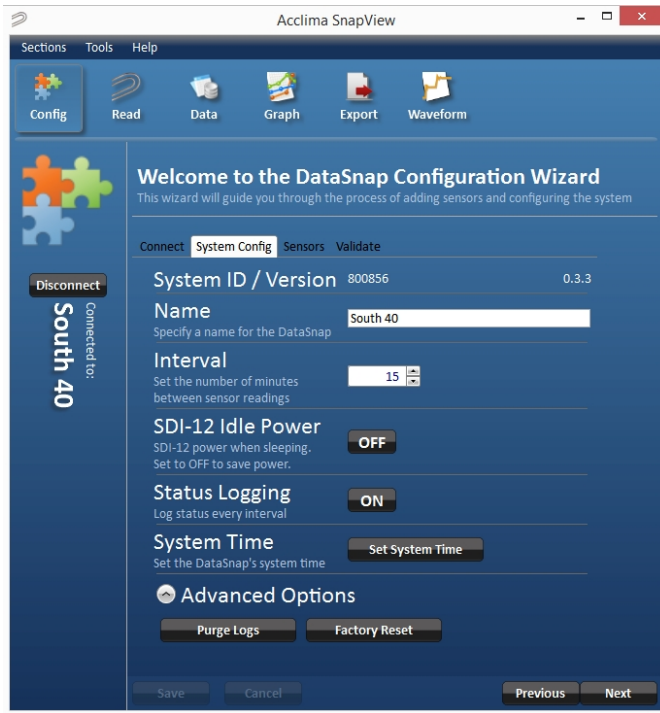 Acclima SnapView
Sections Tools Help
Config Read Data Graph Export Waveform
Welcome to the DataSnap Configuration Wizard
This wizard will guide you through the process of adding sensors and configuring the system
Connect System Config Sensors Validate
Disconnect
Connected to:
South 40
System ID / Version 800856 0.3.3
Name South 40
Specify a name for the DataSnap
Interval
Set the number of minutes 15
between sensor readings
SDI-12 Idle Power
SDI-12 power when sleeping. OFF
Set to OFF to save power.
Status Logging ON
Log status every interval
System Time Set System Time
Set the DataSnap's system time
Advanced Options
Purge Logs Factory Reset
Save Cancel Previous Next